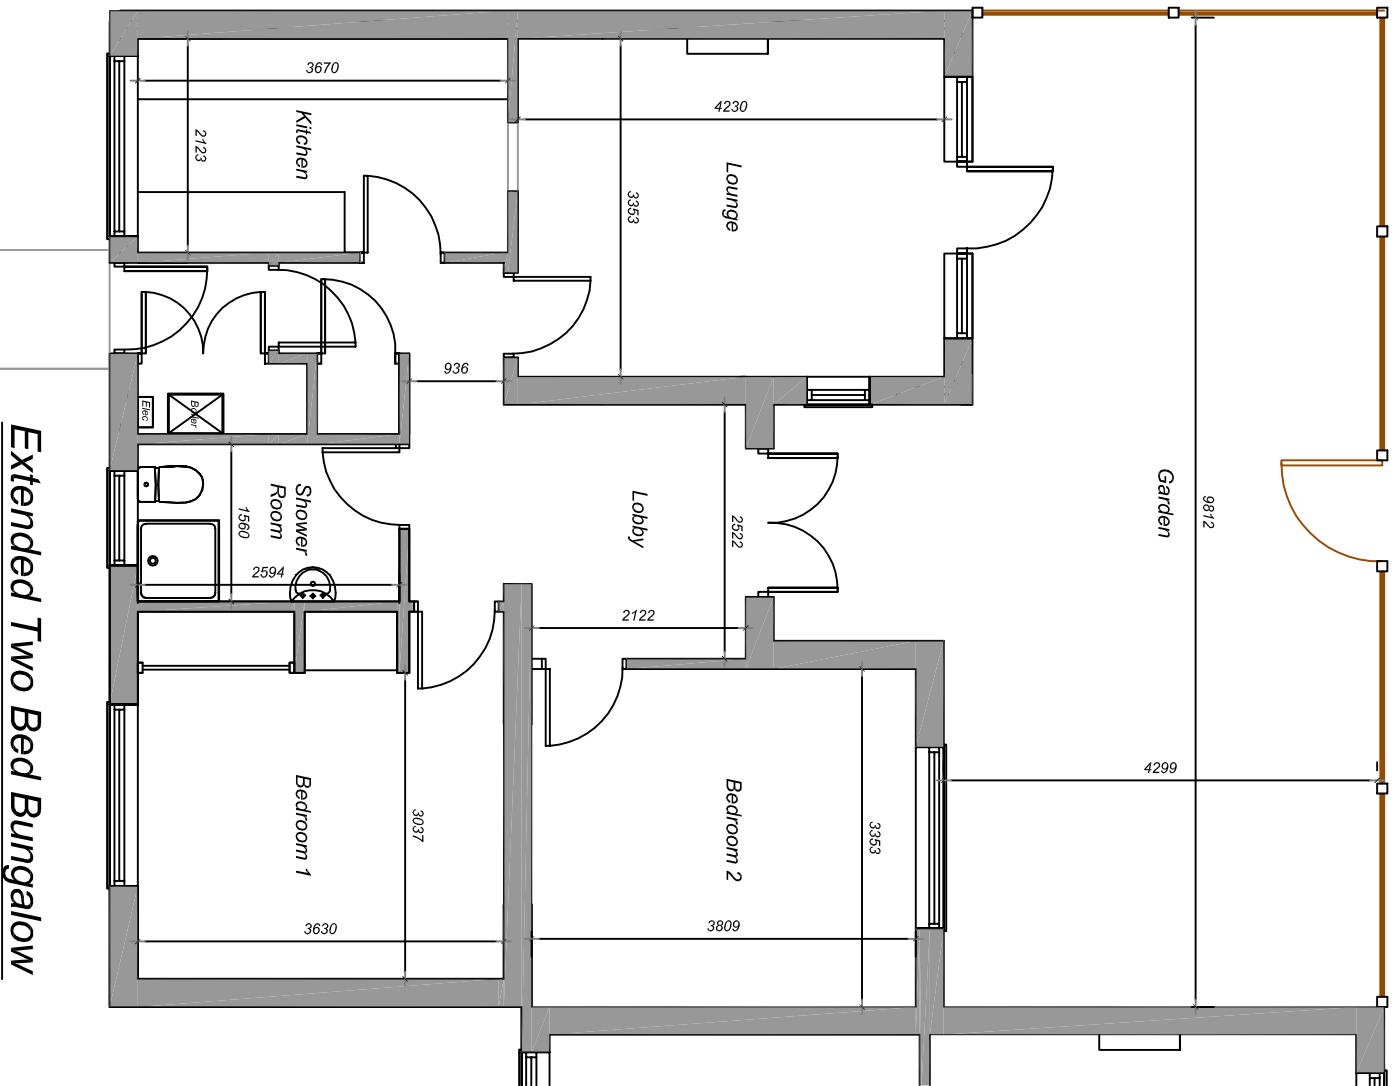 3670
Kitchen
2123
4230
Lounge
3353
936
Elec
Boiler
Shower
Room
1560
2594
Lobby
2522
2122
Garden
9812
4299
Bedroom 1
3037
3630
Bedroom 2
3353
3809
Extended Two Bed Bungalow